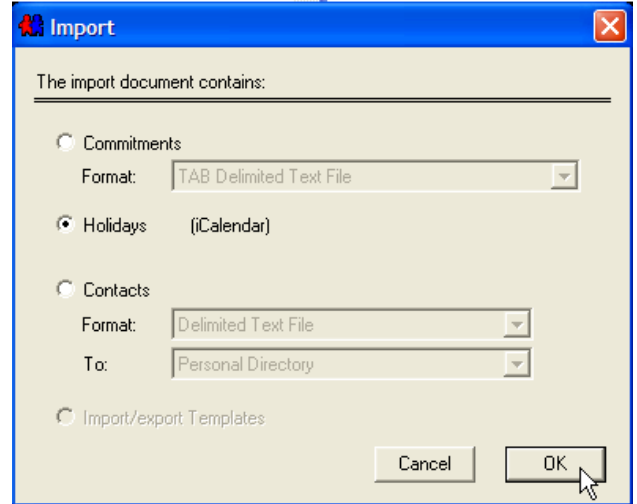 Import
The import document contains:
Commitments
Format: TAB Delimited Text File
Holidays (iCalendar)
Contacts
Format: Delimited Text File
To: Personal Directory
Import/export Templates
Cancel OK